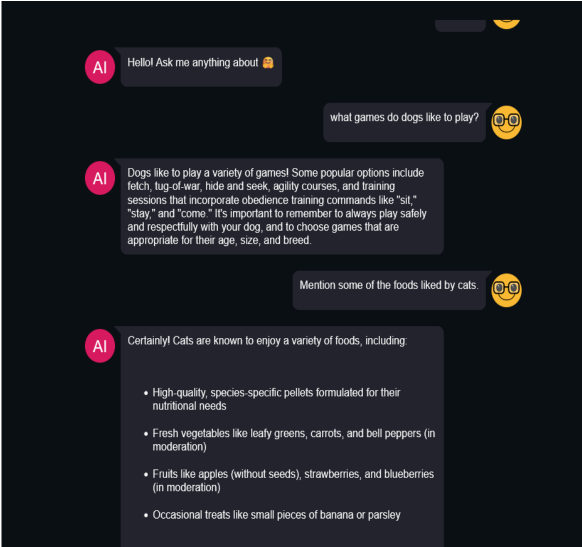 AI
Hello! Ask me anything about 🤗
what games do dogs like to play?
AI
Dogs like to play a variety of games! Some popular options include
fetch, tug-of-war, hide and seek, agility courses, and training
sessions that incorporate obedience training commands like "sit,"
"stay," and "come." It's important to remember to always play safely
and respectfully with your dog, and to choose games that are
appropriate for their age, size, and breed.
Mention some of the foods liked by cats.
AI
Certainly! Cats are known to enjoy a variety of foods, including:
• High-quality, species-specific pellets formulated for their
nutritional needs
• Fresh vegetables like leafy greens, carrots, and bell peppers (in
moderation)
• Fruits like apples (without seeds), strawberries, and blueberries
(in moderation)
• Occasional treats like small pieces of banana or parsley